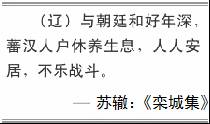 （辽）与朝廷和好年深，
蕃汉人户休养生息，人人安
居，不乐战斗。
— 苏辙：《栾城集》